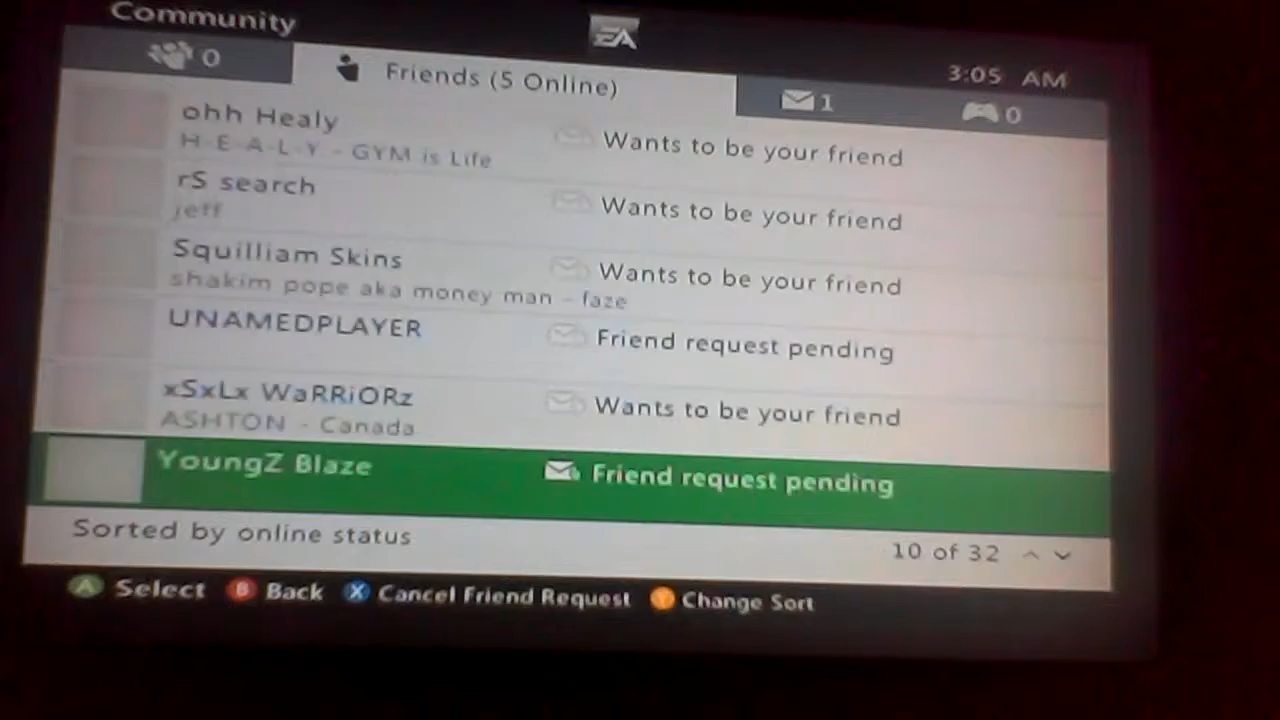 Community
EA
3:05 AM
0
Friends (5 Online)
1
0
ohh Healy
H-E-A-L-Y - GYM is Life
Wants to be your friend
rS search
jeff
Wants to be your friend
Squilliam Skins
shakim pope aka money man - faze
Wants to be your friend
UNAMEDPLAYER
Friend request pending
xSxLx WaRRiORz
ASHTON - Canada
Wants to be your friend
YoungZ Blaze
Friend request pending
Sorted by online status
10 of 32
A Select B Back X Cancel Friend Request Y Change Sort